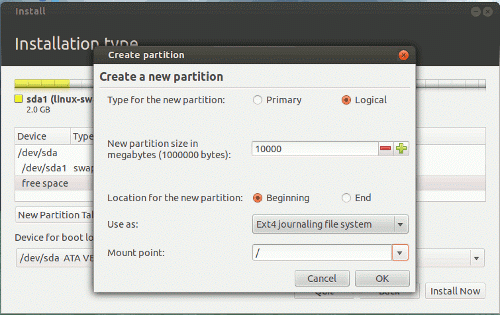 Install
Installation type
Create partition
Create a new partition
Type for the new partition: Primary Logical
sda1 (linux-sw
2.0 GB
New partition size in
megabytes (1000000 bytes): 10000
Device Type
/dev/sda
/dev/sda1 swap
free space
Location for the new partition: Beginning End
New Partition Tab
Use as: Ext4 journaling file system
Device for boot lo
Mount point: /
/dev/sda ATA VB
Cancel OK
Quit Back Install Now